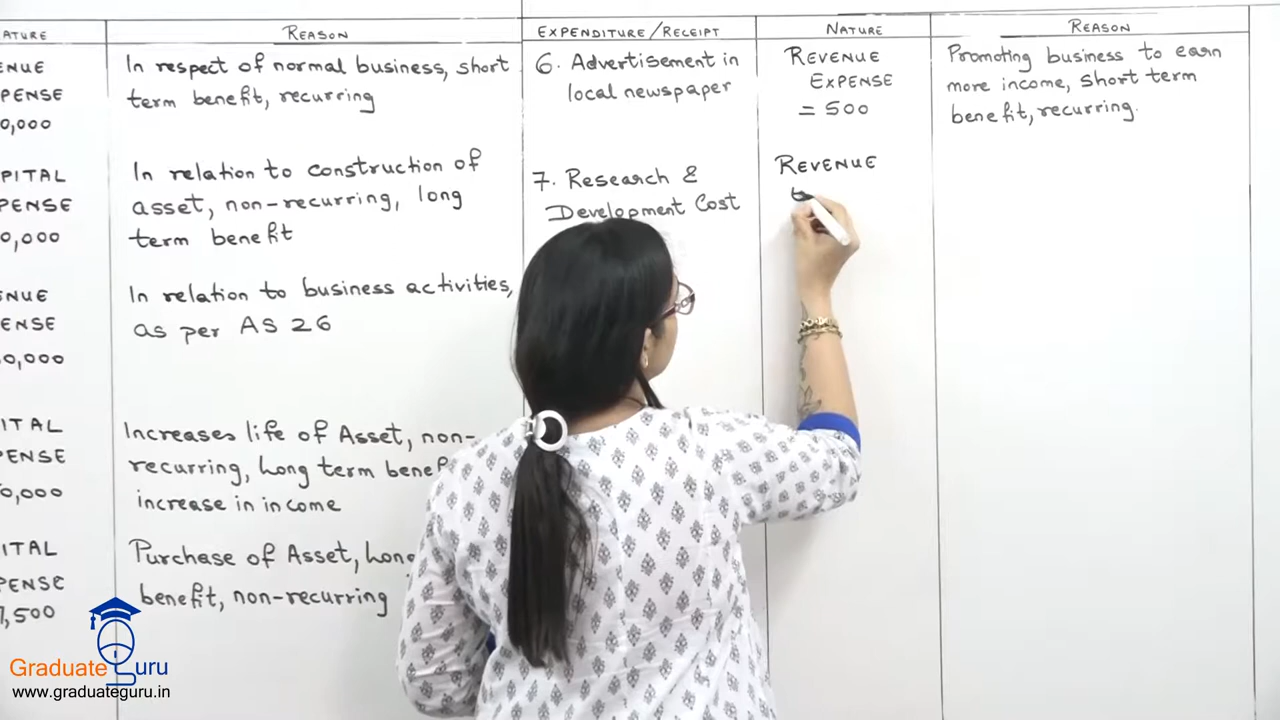 ATURE
REASON
EXPENDITURE/RECEIPT
NATURE
REASON
ENUE
PENSE
0,000
In respect of normal business, short
term benefit, recurring
PITAL
PENSE
0,000
In relation to construction of
asset, non-recurring, long
term benefit
ENUE
ENSE
0,000
In relation to business activities,
as per AS 26
ITAL
PENSE
0,000
Increases life of Asset, non-
recurring, long term benef
increase in income
ITAL
PENSE
7,500
Purchase of Asset, long
benefit, non-recurring
6. Advertisement in
local newspaper
REVENUE
EXPENSE
= 500
Promoting business to earn
more income, short term
benefit, recurring.
7. Research &
Development Cost
REVENUE
Graduate Guru
www.graduateguru.in